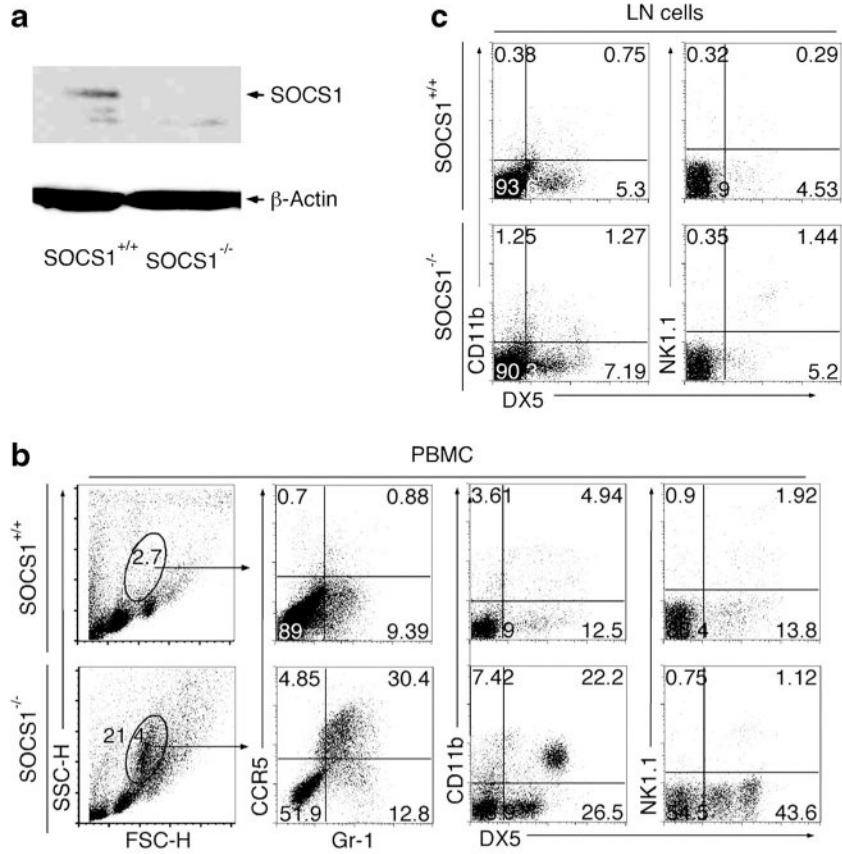 a
SOCS1
β-Actin
SOCS1+/+ SOCS1-/-
c
LN cells
SOCS1+/+
0.38 0.75
93.
5.3
0.32 0.29
9
4.53
SOCS1-/-
CD11b
1.25 1.27
90.3
7.19
NK1.1
0.35 1.44
5.2
DX5
b
PBMC
SOCS1+/+
2.7
0.7 0.88
89 9.39
3.61 4.94
9 12.5
0.9 1.92
.4 13.8
SOCS1-/-
SSC-H
21.4
CCR5
4.85 30.4
51.9 12.8
CD11b
7.42 22.2
26.5
NK1.1
0.75 1.12
54.5 43.6
FSC-H
Gr-1
DX5